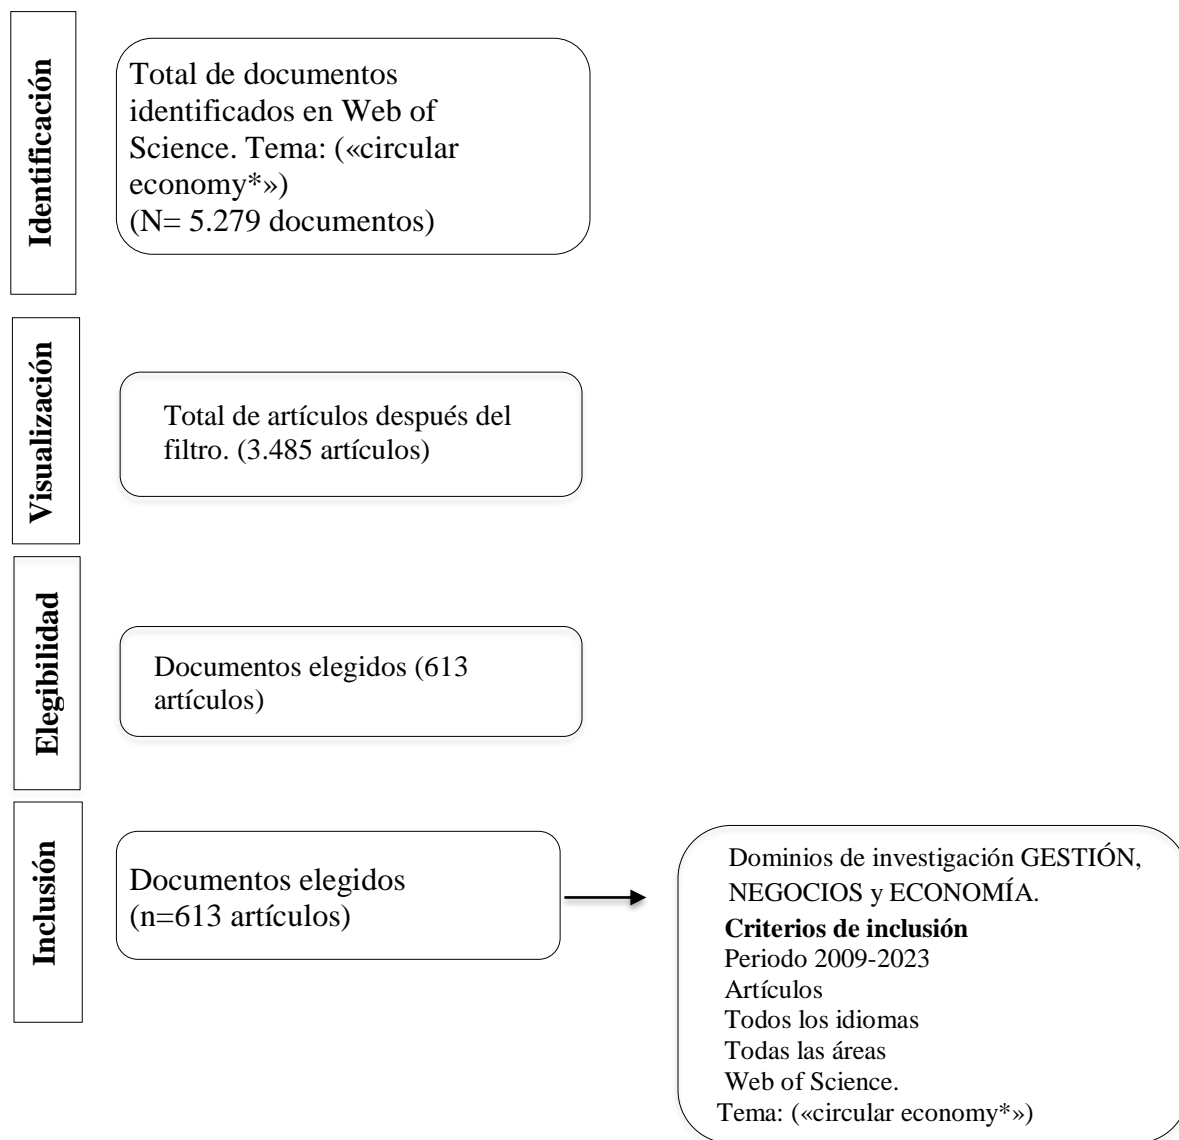 Identificación
Total de documentos
identificados en Web of
Science. Tema: («circular
economy*»)
(N= 5.279 documentos)
Visualización
Total de artículos después del
filtro. (3.485 artículos)
Elegibilidad
Documentos elegidos (613
artículos)
Inclusión
Documentos elegidos
(n=613 artículos)
Dominios de investigación GESTIÓN,
NEGOCIOS y ECONOMÍA.
Criterios de inclusión
Periodo 2009-2023
Artículos
Todos los idiomas
Todas las áreas
Web of Science.
Tema: («circular economy*»)